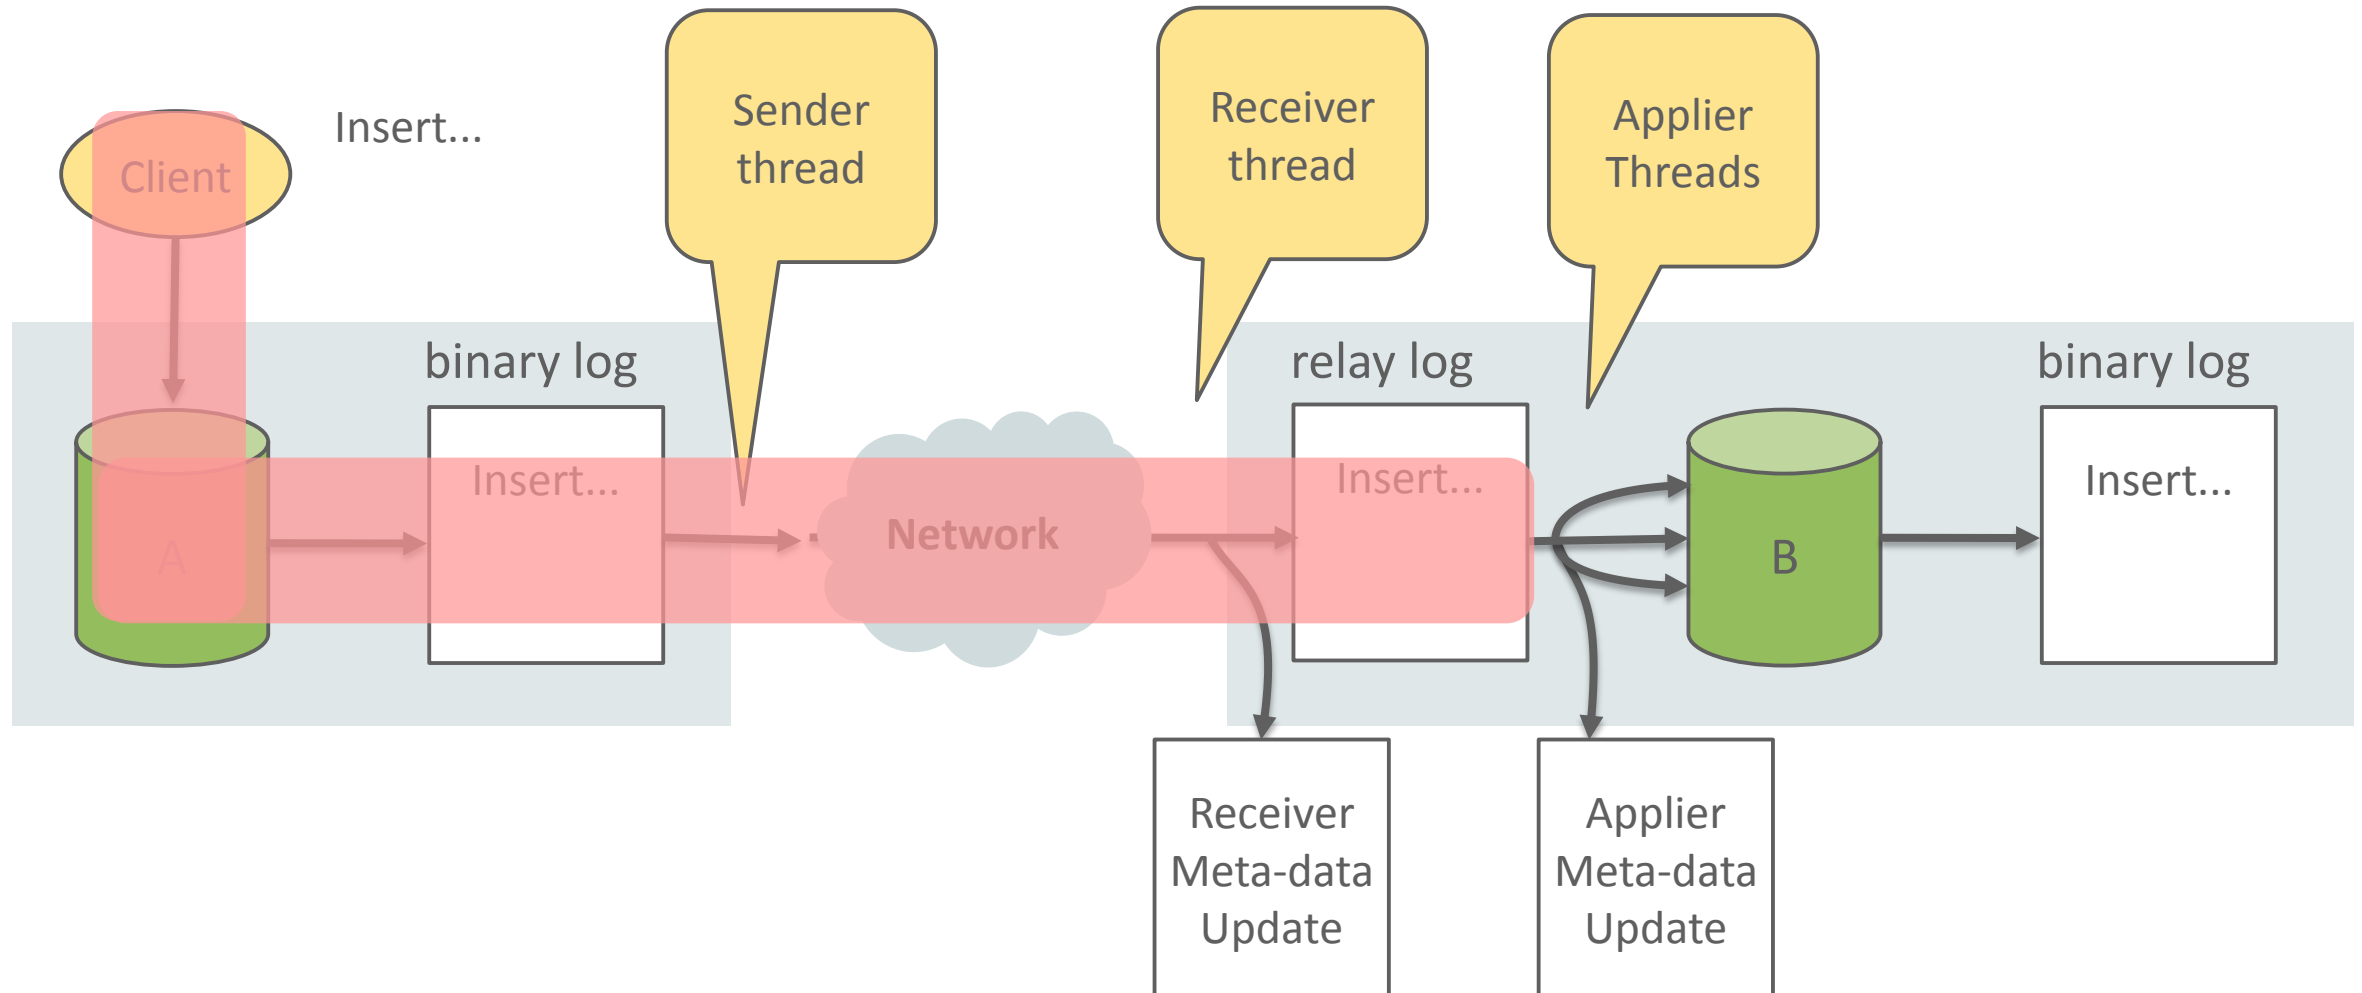 Insert...
Client
Sender
thread
Receiver
thread
Applier
Threads
binary log
relay log
binary log
Insert...
Insert...
Insert...
Network
A
B
Receiver
Meta-data
Update
Applier
Meta-data
Update